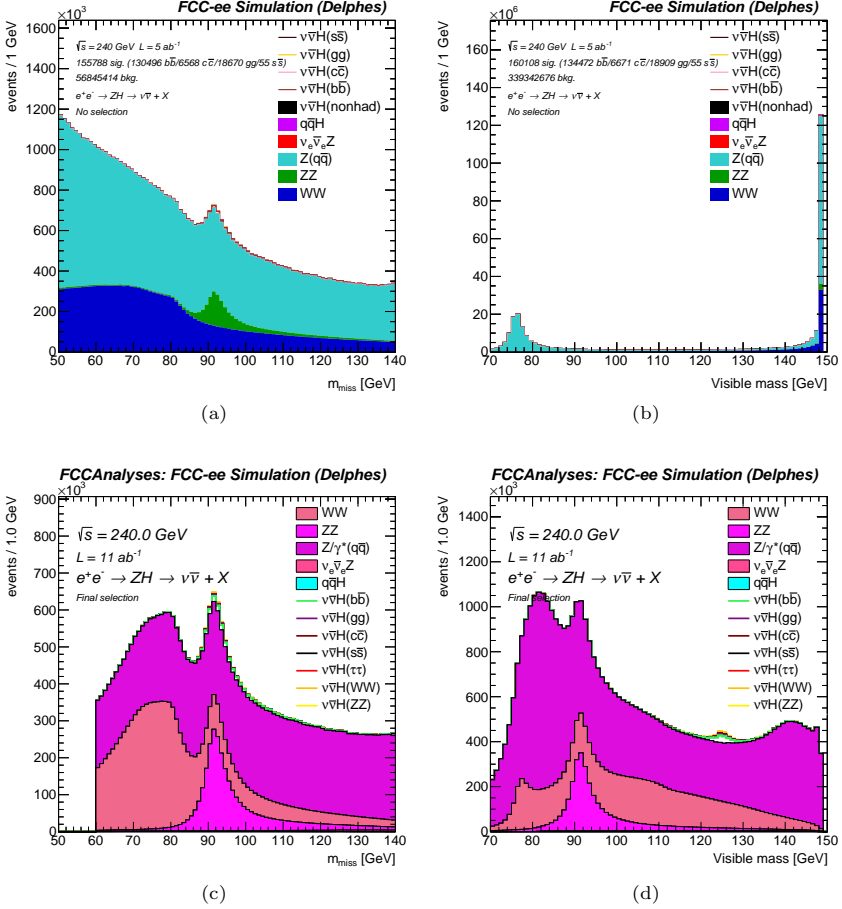 FCC-ee Simulation (Delphes)
×10³
events / 1 GeV
√s = 240 GeV L = 5 ab⁻¹
155788 sig. (130496 bb̅/6568 cc̅/18670 gg/55 ss̅)
56845414 bkg.
e⁺e⁻ → ZH → νν̅ + X
No selection
νν̅H(ss̅)
νν̅H(gg)
νν̅H(cc̅)
νν̅H(bb̅)
νν̅H(nonhad)
qq̅H
νₑν̅ₑZ
Z(qq̅)
ZZ
WW
1600
1400
1200
1000
800
600
400
200
0
50 60 70 80 90 100 110 120 130 140
m_miss [GeV]
(a)
FCC-ee Simulation (Delphes)
×10⁶
events / 1 GeV
√s = 240 GeV L = 5 ab⁻¹
160108 sig. (134472 bb̅/6671 cc̅/18909 gg/55 ss̅)
339342676 bkg.
e⁺e⁻ → ZH → νν̅ + X
No selection
νν̅H(ss̅)
νν̅H(gg)
νν̅H(cc̅)
νν̅H(bb̅)
νν̅H(nonhad)
qq̅H
νₑν̅ₑZ
Z(qq̅)
ZZ
WW
160
140
120
100
80
60
40
20
0
70 80 90 100 110 120 130 140 150
Visible mass [GeV]
(b)
FCCAnalyses: FCC-ee Simulation (Delphes)
×10³
events / 1.0 GeV
√s = 240.0 GeV
L = 11 ab⁻¹
e⁺e⁻ → ZH → νν̅ + X
Final selection
WW
ZZ
Z/γ*(qq̅)
νₑν̅ₑZ
qq̅H
νν̅H(bb̅)
νν̅H(gg)
νν̅H(cc̅)
νν̅H(ss̅)
νν̅H(ττ)
νν̅H(WW)
νν̅H(ZZ)
900
800
700
600
500
400
300
200
100
0
50 60 70 80 90 100 110 120 130 140
m_miss [GeV]
(c)
FCCAnalyses: FCC-ee Simulation (Delphes)
×10³
events / 1.0 GeV
√s = 240.0 GeV
L = 11 ab⁻¹
e⁺e⁻ → ZH → νν̅ + X
Final selection
WW
ZZ
Z/γ*(qq̅)
νₑν̅ₑZ
qq̅H
νν̅H(bb̅)
νν̅H(gg)
νν̅H(cc̅)
νν̅H(ss̅)
νν̅H(ττ)
νν̅H(WW)
νν̅H(ZZ)
1400
1200
1000
800
600
400
200
0
70 80 90 100 110 120 130 140 150
Visible mass [GeV]
(d)